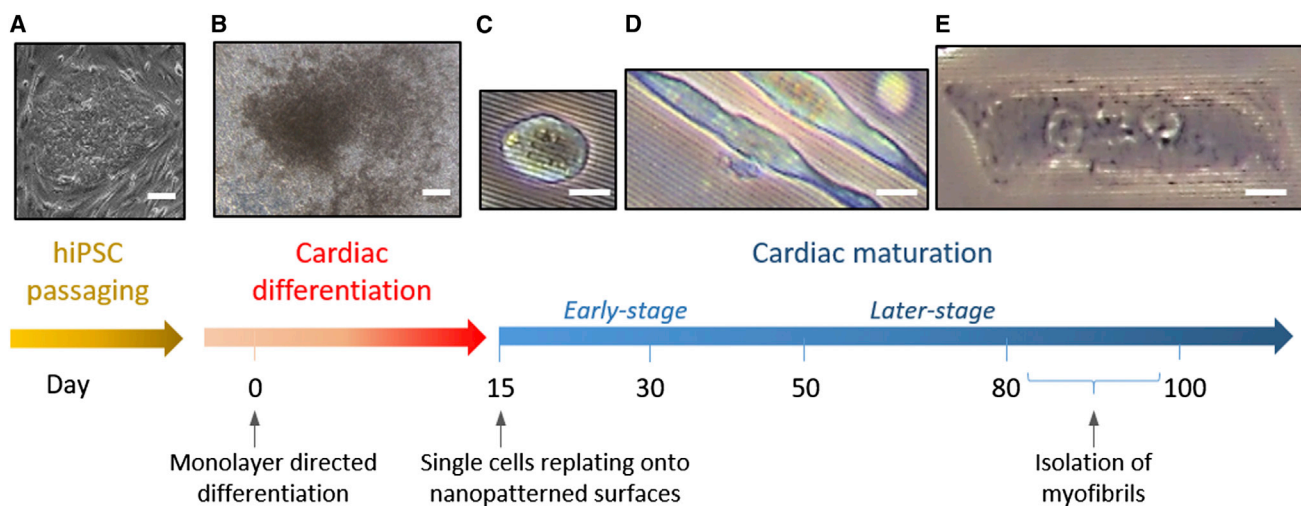 A
B
C
D
E
hiPSC
passaging
Cardiac
differentiation
Cardiac maturation
Early-stage
Later-stage
Day
0
15
30
50
80
100
Monolayer directed
differentiation
Single cells replating onto
nanopatterned surfaces
Isolation of
myofibrils